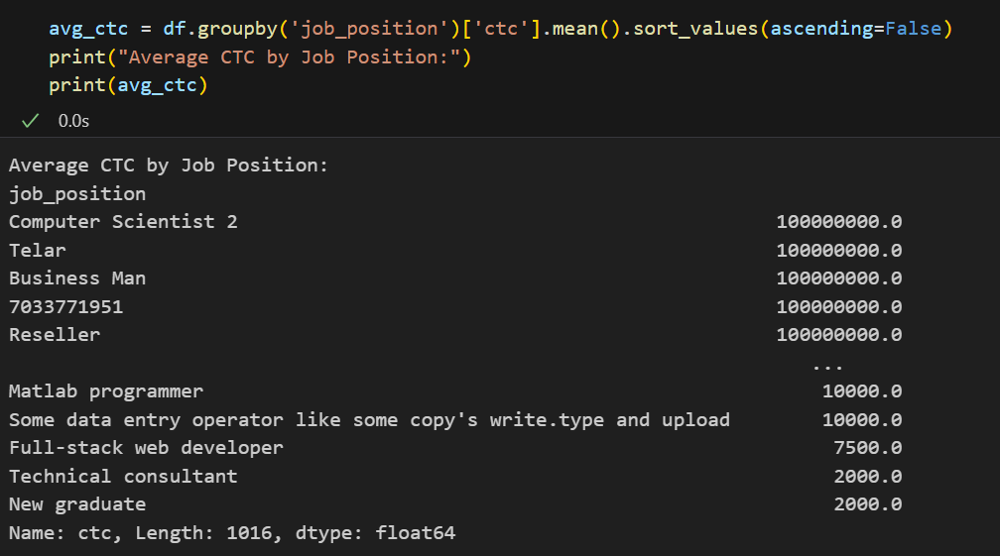 avg_ctc = df.groupby('job_position')['ctc'].mean().sort_values(ascending=False)
print("Average CTC by Job Position:")
print(avg_ctc)
0.0s
Average CTC by Job Position:
job_position
Computer Scientist 2 100000000.0
Telar 100000000.0
Business Man 100000000.0
7033771951 100000000.0
Reseller 100000000.0
...
Matlab programmer 10000.0
Some data entry operator like some copy's write.type and upload 10000.0
Full-stack web developer 7500.0
Technical consultant 2000.0
New graduate 2000.0
Name: ctc, Length: 1016, dtype: float64